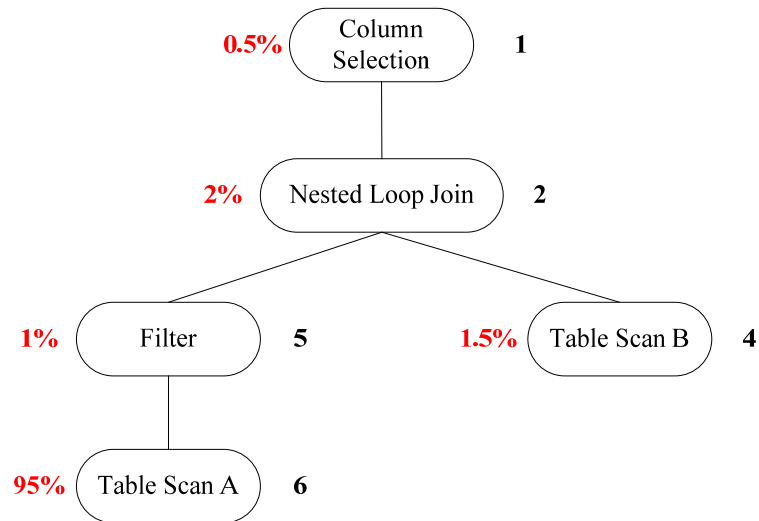 0.5% Column Selection 1
2% Nested Loop Join 2
1% Filter 5
1.5% Table Scan B 4
95% Table Scan A 6